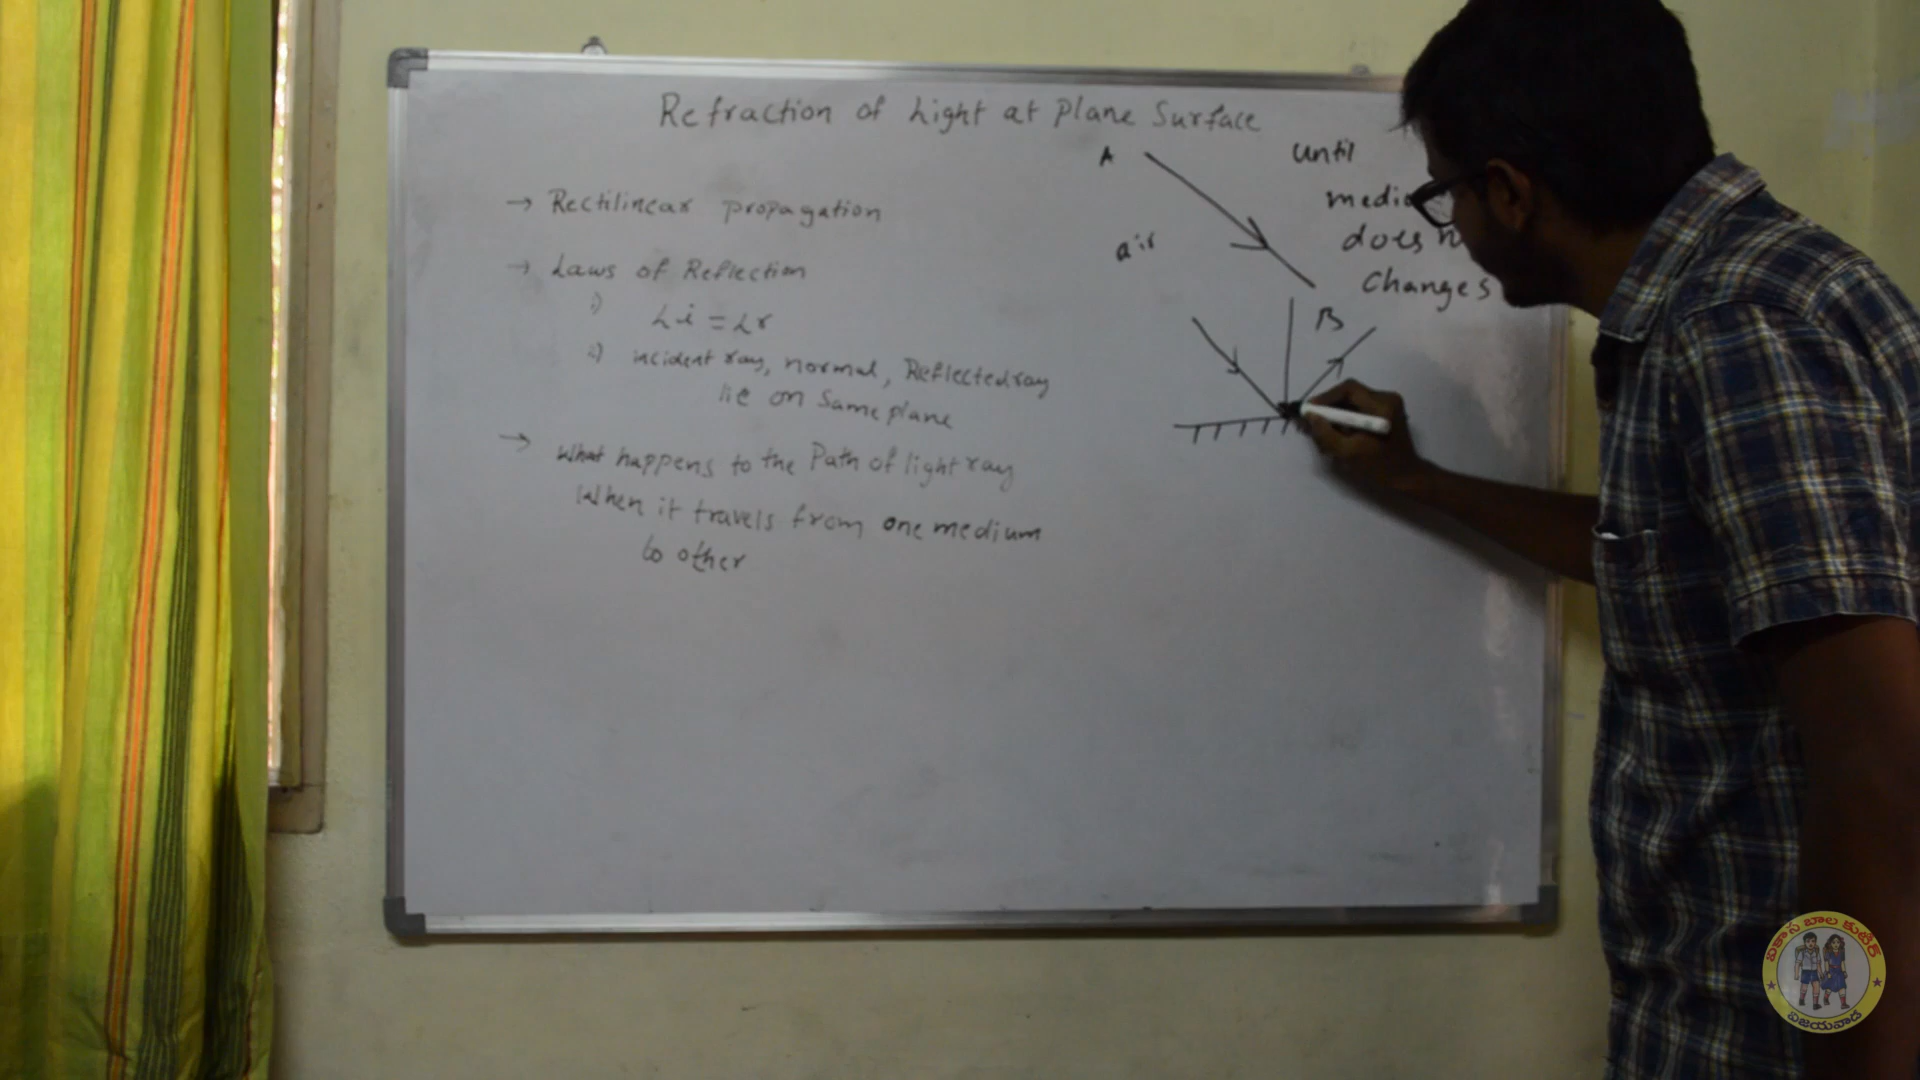 Refraction of Light at Plane Surface
→ Rectilinear propagation
→ Laws of Reflection
i) ∠i = ∠r
ii) incident ray, normal, Reflected ray
lie on Same plane
→ What happens to the Path of light ray
When it travels from one medium
to other
A
air
B
until
does
Changes
వికాస బాల కుటీర్
విజయవాడ